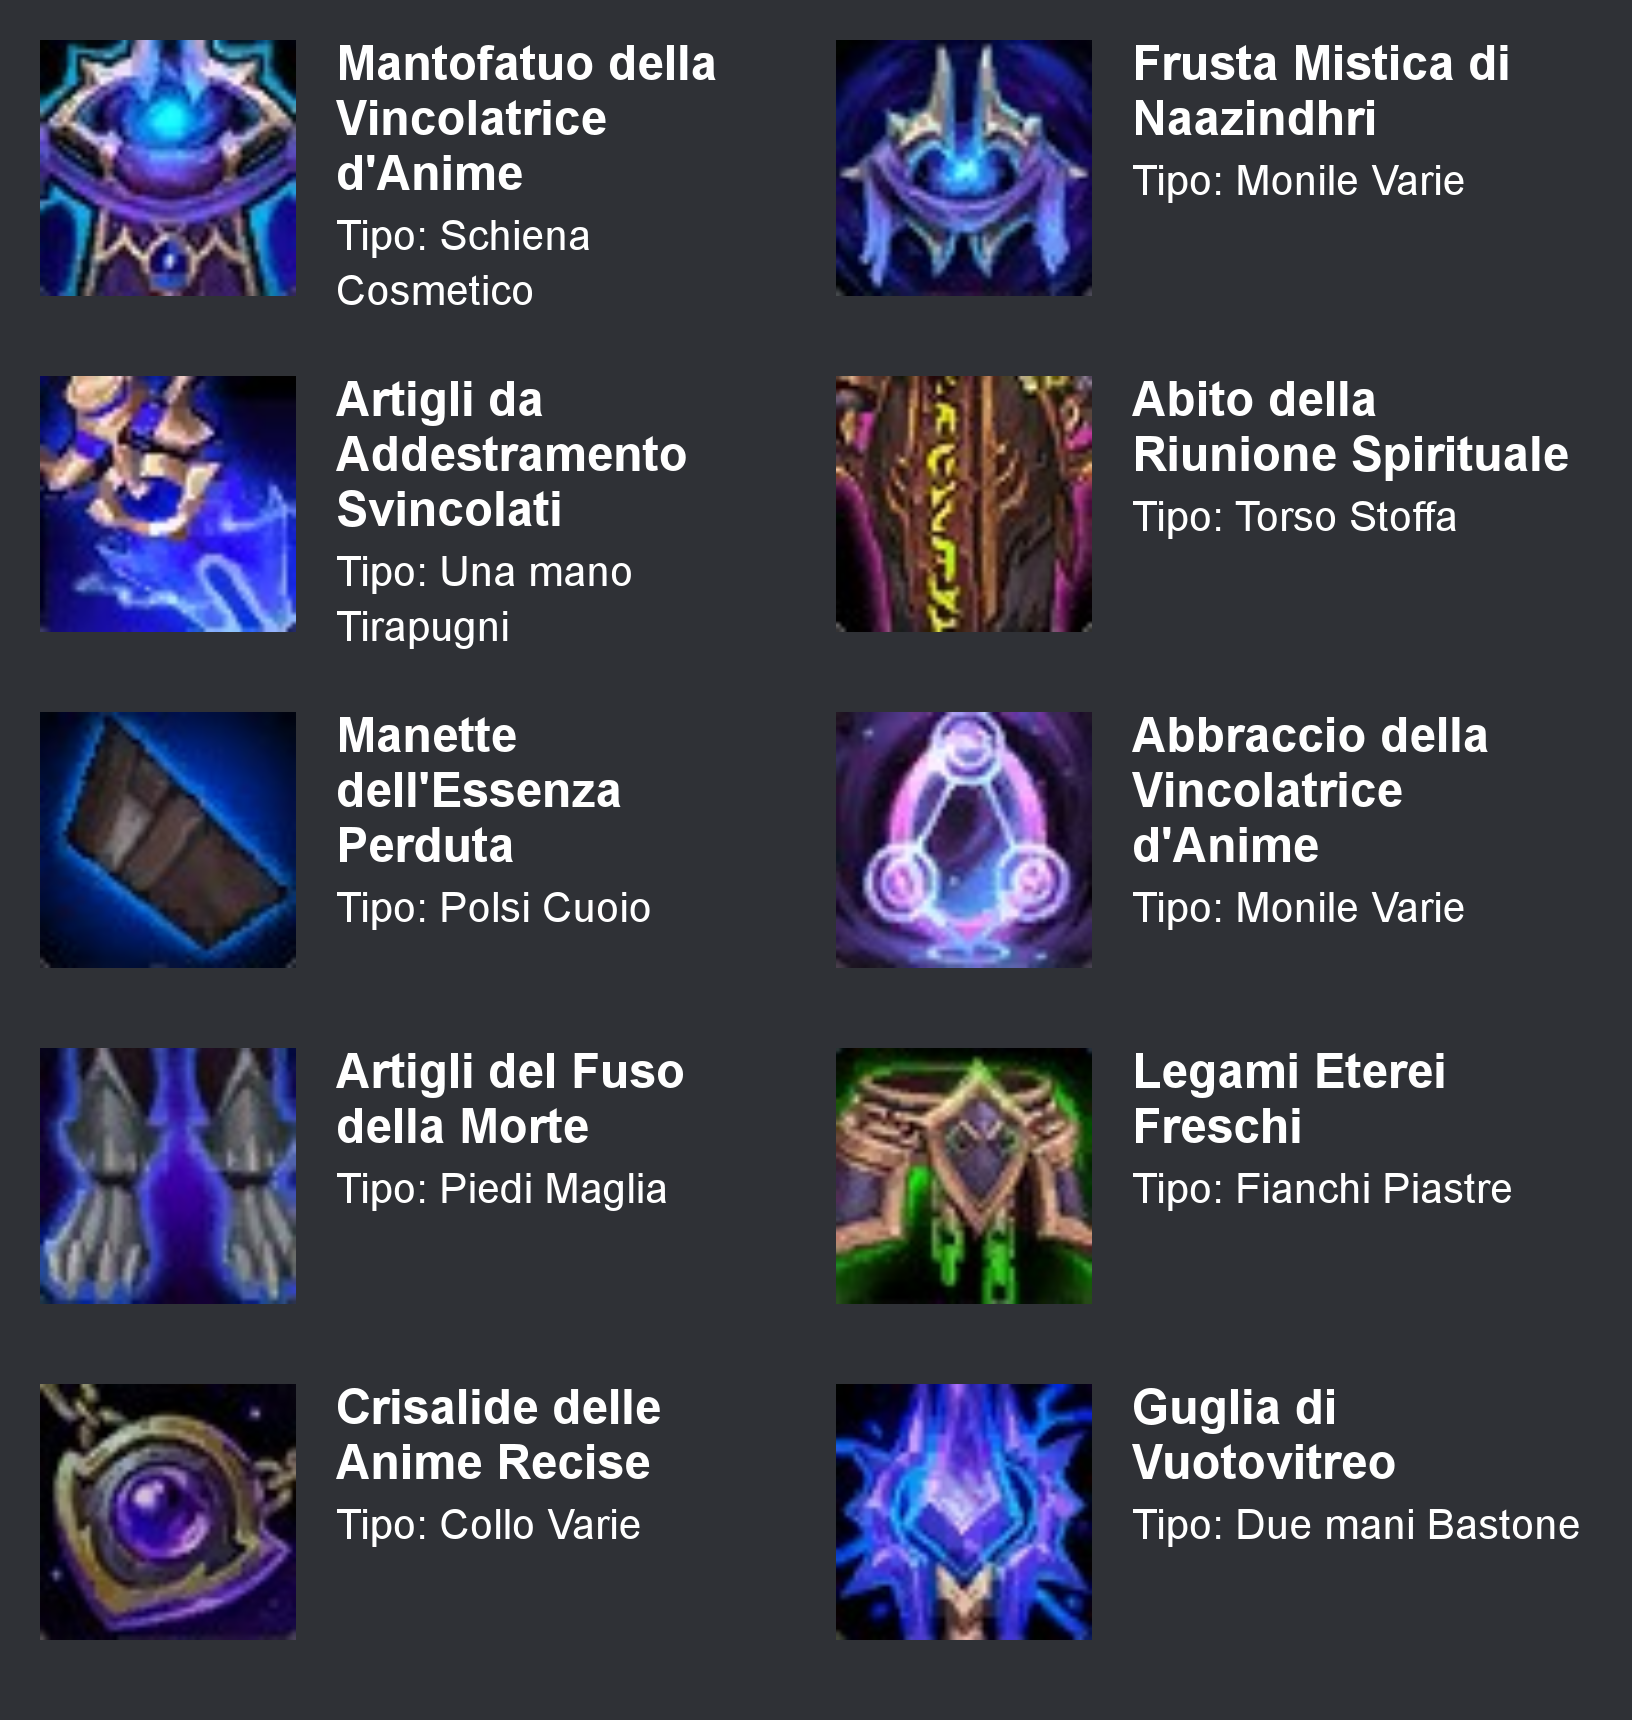 Mantofatuo della
Vincolatrice
d'Anime
Tipo: Schiena
Cosmetico
Frusta Mistica di
Naazindhri
Tipo: Monile Varie
Artigli da
Addestramento
Svincolati
Tipo: Una mano
Tirapugni
Abito della
Riunione Spirituale
Tipo: Torso Stoffa
Manette
dell'Essenza
Perduta
Tipo: Polsi Cuoio
Abbraccio della
Vincolatrice
d'Anime
Tipo: Monile Varie
Artigli del Fuso
della Morte
Tipo: Piedi Maglia
Legami Eterei
Freschi
Tipo: Fianchi Piastre
Crisalide delle
Anime Recise
Tipo: Collo Varie
Guglia di
Vuotovitreo
Tipo: Due mani Bastone